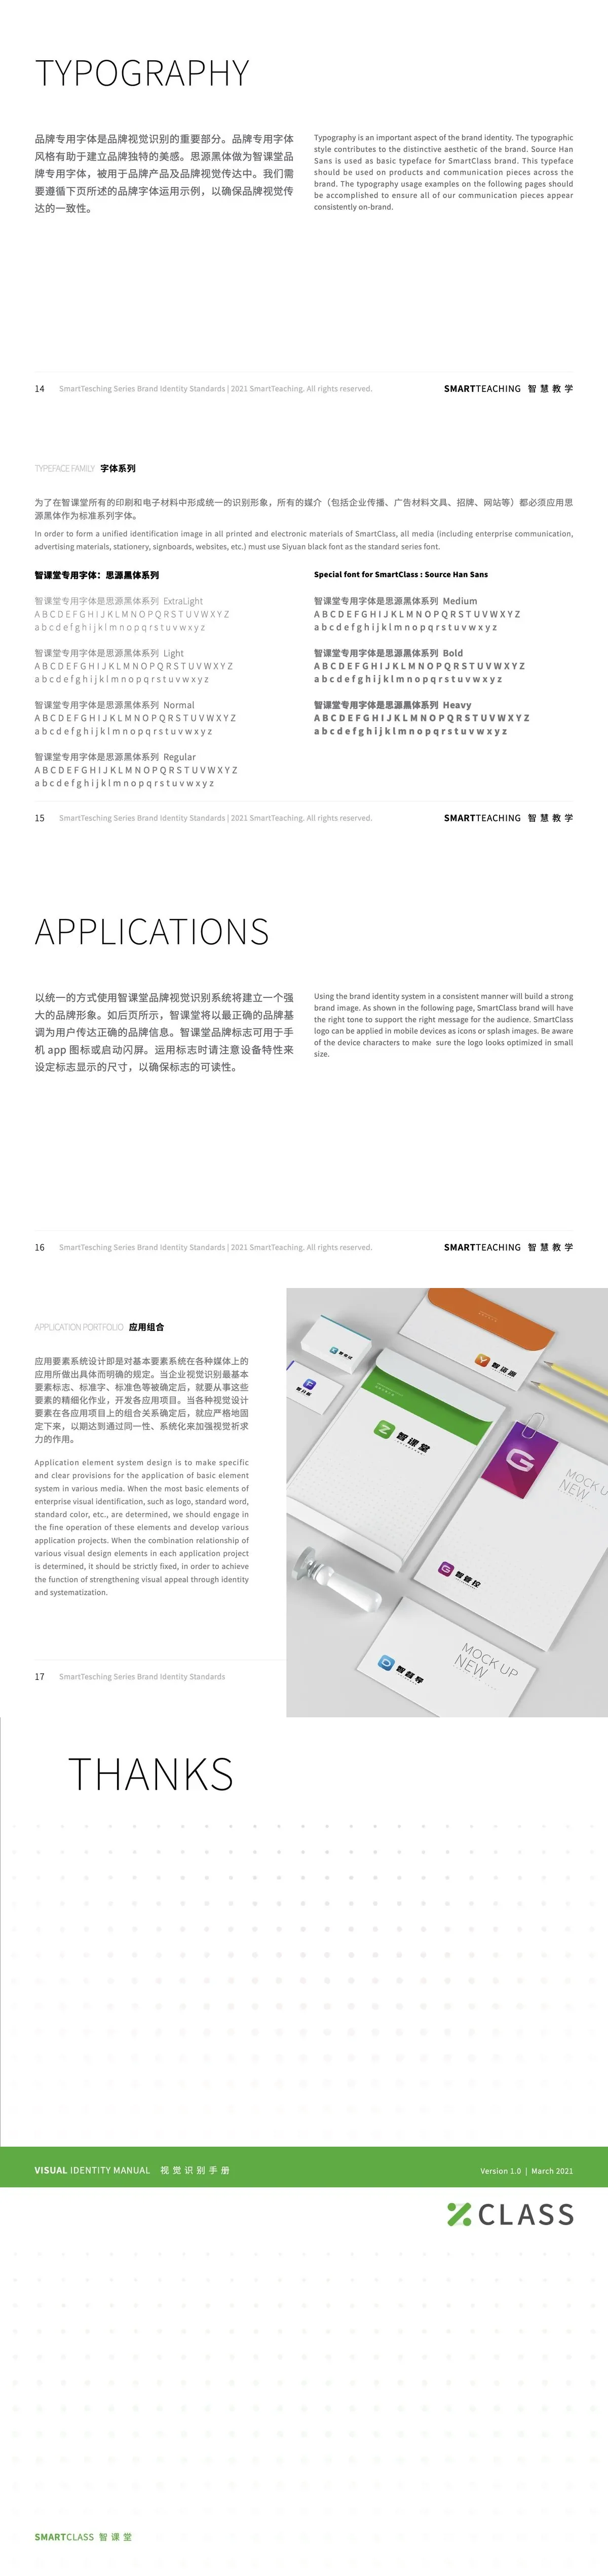 TYPOGRAPHY
品牌专用字体是品牌视觉识别的重要部分。品牌专用字体
风格有助于建立品牌独特的美感。思源黑体做为智课堂品
牌专用字体，被用于品牌产品及品牌视觉传达中。我们需
要遵循下页所述的品牌字体运用示例，以确保品牌视觉传
达的一致性。
Typography is an important aspect of the brand identity. The typographic
style contributes to the distinctive aesthetic of the brand. Source Han
Sans is used as basic typeface for SmartClass brand. This typeface
should be used on products and communication pieces across the
brand. The typography usage examples on the following pages should
be accomplished to ensure all of our communication pieces appear
consistently on-brand.
14 SmartTesching Series Brand Identity Standards | 2021 SmartTeaching. All rights reserved.
SMARTTEACHING 智慧教学
TYPEFACE FAMILY 字体系列
为了在智课堂所有的印刷和电子材料中形成统一的识别形象，所有的媒介（包括企业传播、广告材料文具、招牌、网站等）都必须应用思
源黑体作为标准系列字体。
In order to form a unified identification image in all printed and electronic materials of SmartClass, all media (including enterprise communication,
advertising materials, stationery, signboards, websites, etc.) must use Siyuan black font as the standard series font.
智课堂专用字体：思源黑体系列
智课堂专用字体是思源黑体系列 ExtraLight
A B C D E F G H I J K L M N O P Q R S T U V W X Y Z
a b c d e f g h i j k l m n o p q r s t u v w x y z
智课堂专用字体是思源黑体系列 Light
A B C D E F G H I J K L M N O P Q R S T U V W X Y Z
a b c d e f g h i j k l m n o p q r s t u v w x y z
智课堂专用字体是思源黑体系列 Normal
A B C D E F G H I J K L M N O P Q R S T U V W X Y Z
a b c d e f g h i j k l m n o p q r s t u v w x y z
智课堂专用字体是思源黑体系列 Regular
A B C D E F G H I J K L M N O P Q R S T U V W X Y Z
a b c d e f g h i j k l m n o p q r s t u v w x y z
Special font for SmartClass : Source Han Sans
智课堂专用字体是思源黑体系列 Medium
A B C D E F G H I J K L M N O P Q R S T U V W X Y Z
a b c d e f g h i j k l m n o p q r s t u v w x y z
智课堂专用字体是思源黑体系列 Bold
A B C D E F G H I J K L M N O P Q R S T U V W X Y Z
a b c d e f g h i j k l m n o p q r s t u v w x y z
智课堂专用字体是思源黑体系列 Heavy
A B C D E F G H I J K L M N O P Q R S T U V W X Y Z
a b c d e f g h i j k l m n o p q r s t u v w x y z
15 SmartTesching Series Brand Identity Standards | 2021 SmartTeaching. All rights reserved.
SMARTTEACHING 智慧教学
APPLICATIONS
以统一的方式使用智课堂品牌视觉识别系统将建立一个强
大的品牌形象。如后页所示，智课堂将以最正确的品牌基
调为用户传达正确的品牌信息。智课堂品牌标志可用于手
机 app 图标或启动闪屏。运用标志时请注意设备特性来
设定标志显示的尺寸，以确保标志的可读性。
Using the brand identity system in a consistent manner will build a strong
brand image. As shown in the following page, SmartClass brand will have
the right tone to support the right message for the audience. SmartClass
logo can be applied in mobile devices as icons or splash images. Be aware
of the device characters to make sure the logo looks optimized in small
size.
16 SmartTesching Series Brand Identity Standards | 2021 SmartTeaching. All rights reserved.
SMARTTEACHING 智慧教学
APPLICATION PORTFOLIO 应用组合
应用要素系统设计即是对基本要素系统在各种媒体上的
应用所做出具体而明确的规定。当企业视觉识别最基本
要素标志、标准字、标准色等被确定后，就要从事这些
要素的精细化作业，开发各应用项目。当各种视觉设计
要素在各应用项目上的组合关系确定后，就应严格地固
定下来，以期达到通过同一性、系统化来加强视觉祈求
力的作用。
Application element system design is to make specific
and clear provisions for the application of basic element
system in various media. When the most basic elements of
enterprise visual identification, such as logo, standard word,
standard color, etc., are determined, we should engage in
the fine operation of these elements and develop various
application projects. When the combination relationship of
various visual design elements in each application project
is determined, it should be strictly fixed, in order to achieve
the function of strengthening visual appeal through identity
and systematization.
智课堂
G
MOCK U
NEW
智管控
D 智督导
MOCK UP
NEW
17 SmartTesching Series Brand Identity Standards
THANKS
VISUAL IDENTITY MANUAL 视觉识别手册
Version 1.0 | March 2021
CLASS
SMARTCLASS 智课堂